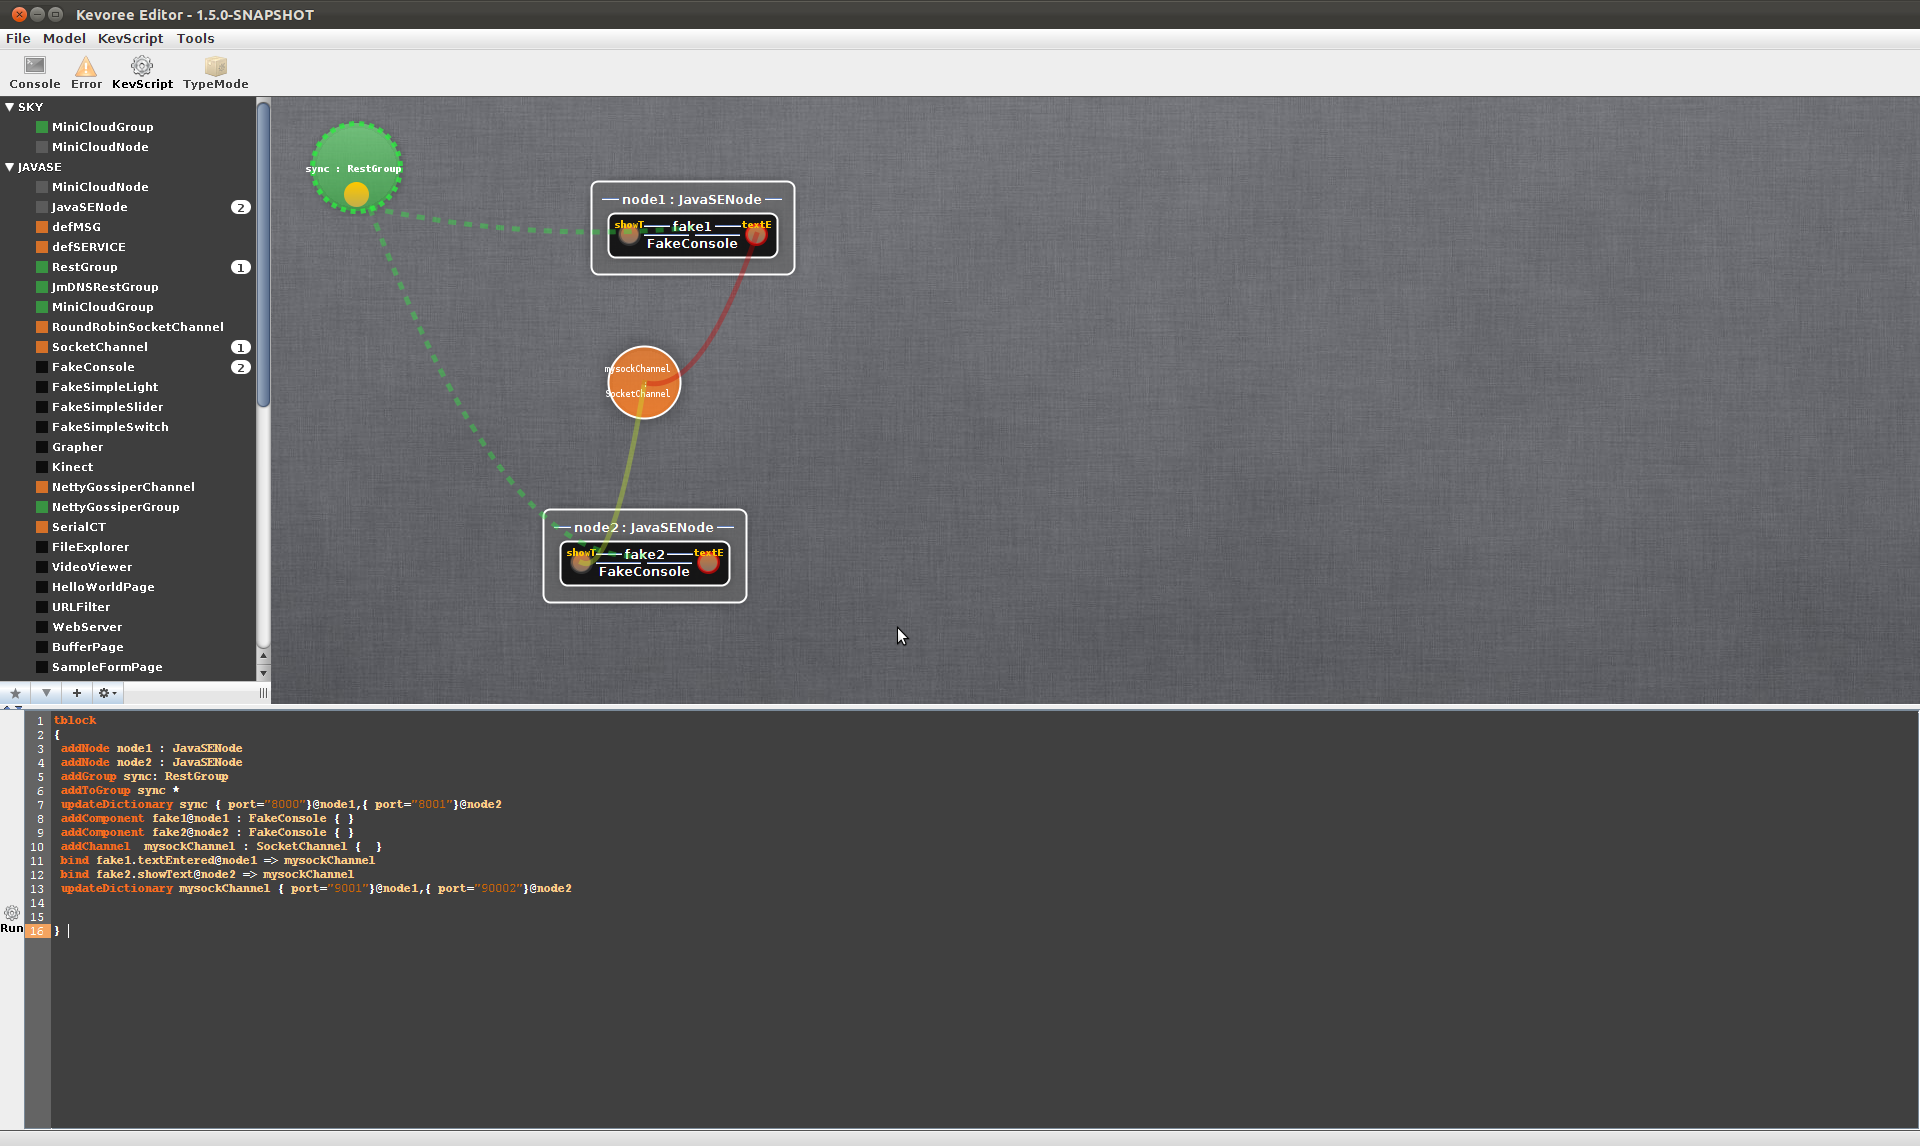 Kevoree Editor - 1.5.0-SNAPSHOT
File Model KevScript Tools
Console Error KevScript TypeMode
SKY
MiniCloudGroup
MiniCloudNode
JAVASE
MiniCloudNode
JavaSENode 2
defMSG
defSERVICE
RestGroup 1
JmDNSRestGroup
MiniCloudGroup
RoundRobinSocketChannel
SocketChannel 1
FakeConsole 2
FakeSimpleLight
FakeSimpleSlider
FakeSimpleSwitch
Grapher
Kinect
NettyGossiperChannel
NettyGossiperGroup
SerialCT
FileExplorer
VideoViewer
HelloWorldPage
URLFilter
WebServer
BufferPage
SampleFormPage
sync : RestGroup
node1 : JavaSENode
showT fake1 textE
FakeConsole
mysockChannel
SocketChannel
node2 : JavaSENode
showT fake2 textE
FakeConsole
Run
1 tblock
2 {
3 addNode node1 : JavaSENode
4 addNode node2 : JavaSENode
5 addGroup sync: RestGroup
6 addToGroup sync *
7 updateDictionary sync { port="8000"}@node1,{ port="8001"}@node2
8 addComponent fake1@node1 : FakeConsole { }
9 addComponent fake2@node2 : FakeConsole { }
10 addChannel  mysockChannel : SocketChannel {  }
11 bind fake1.textEntered@node1 => mysockChannel
12 bind fake2.showText@node2 => mysockChannel
13 updateDictionary mysockChannel { port="9001"}@node1,{ port="90002"}@node2
14
15
16 }